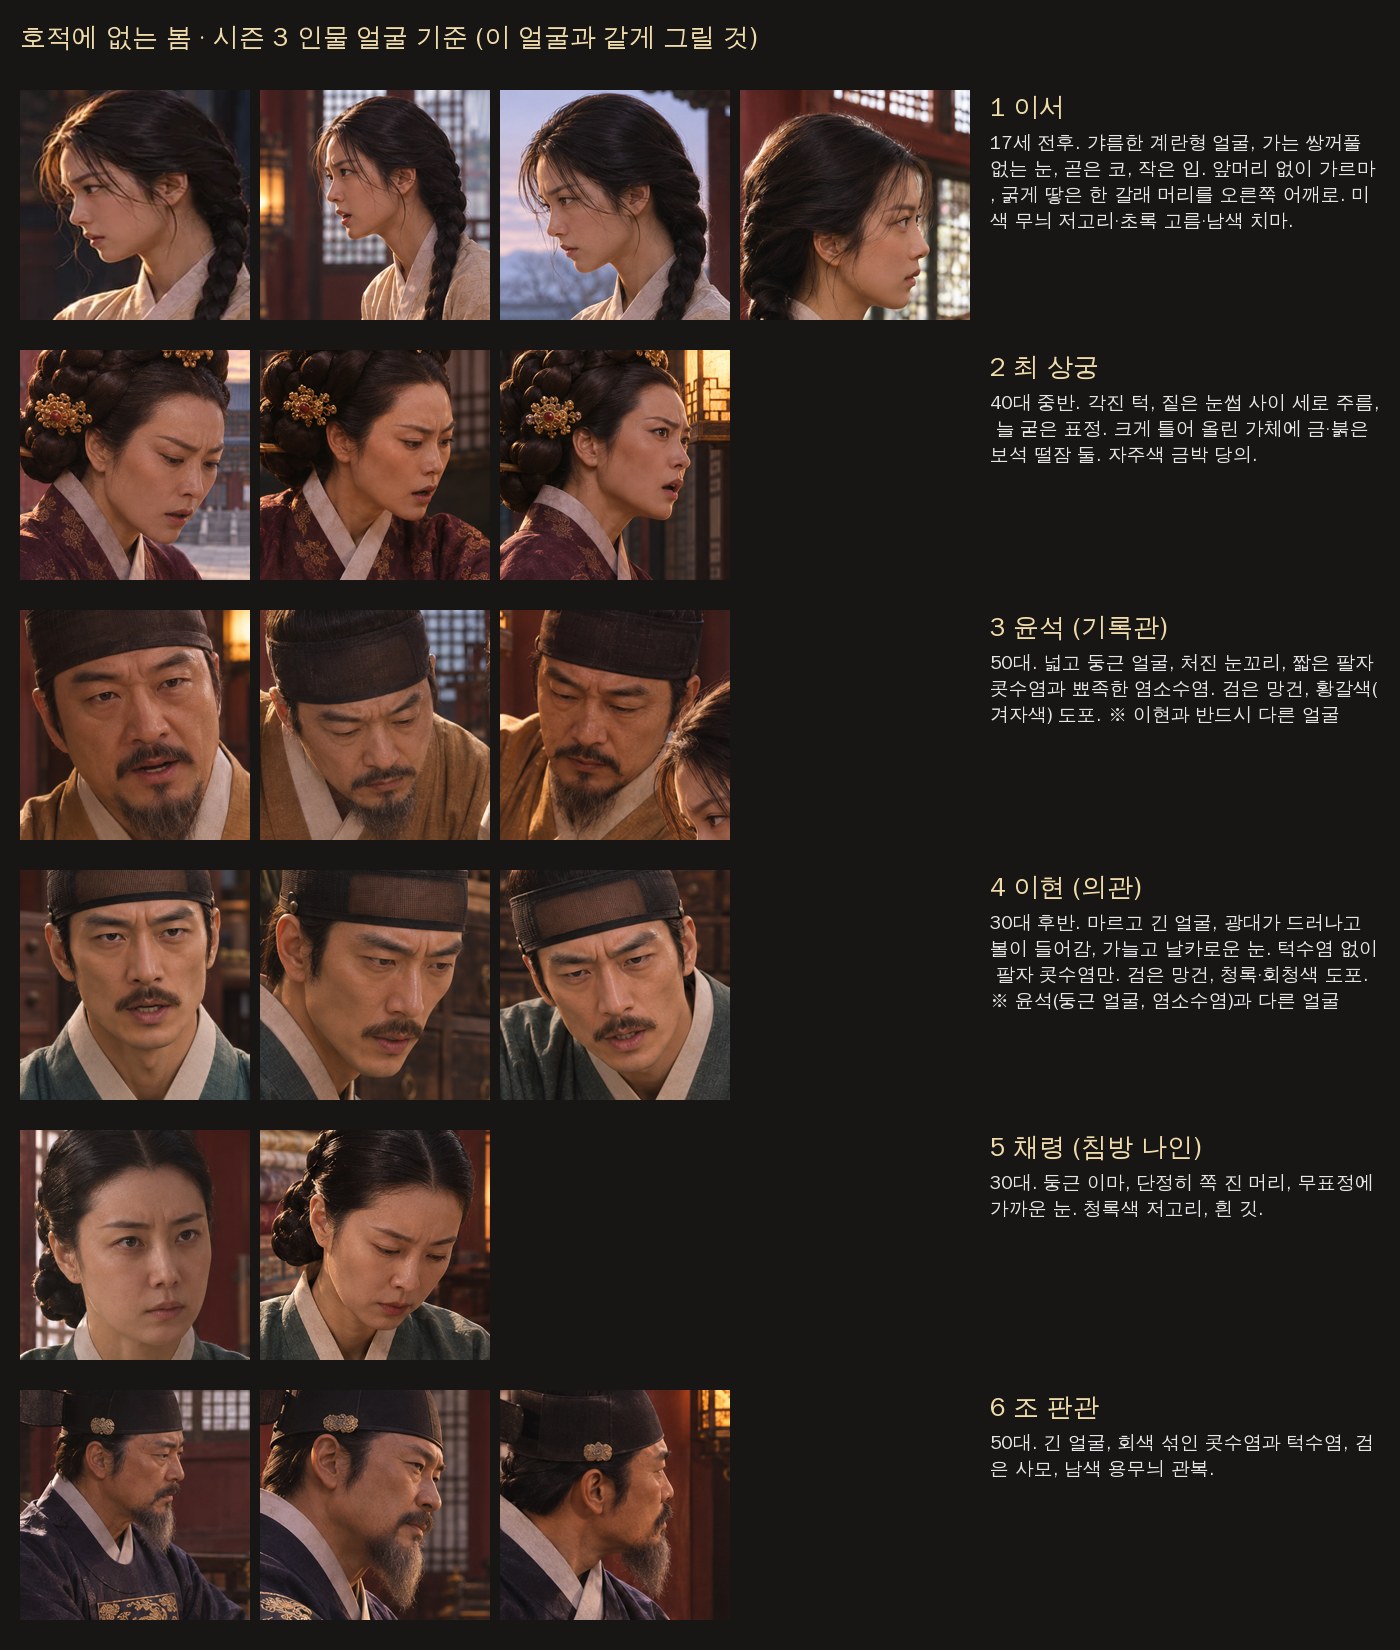 호적에 없는 봄 · 시즌 3 인물 얼굴 기준 (이 얼굴과 같게 그릴 것)
1 이서
17세 전후. 갸름한 계란형 얼굴, 가는 쌍꺼풀
없는 눈, 곧은 코, 작은 입. 앞머리 없이 가르마
, 굵게 땋은 한 갈래 머리를 오른쪽 어깨로. 미
색 무늬 저고리·초록 고름·남색 치마.
2 최 상궁
40대 중반. 각진 턱, 짙은 눈썹 사이 세로 주름,
늘 굳은 표정. 크게 틀어 올린 가체에 금·붉은
보석 떨잠 둘. 자주색 금박 당의.
3 윤석 (기록관)
50대. 넓고 둥근 얼굴, 처진 눈꼬리, 짧은 팔자
콧수염과 뾰족한 염소수염. 검은 망건, 황갈색(
겨자색) 도포. ※ 이현과 반드시 다른 얼굴
4 이현 (의관)
30대 후반. 마르고 긴 얼굴, 광대가 드러나고
볼이 들어감, 가늘고 날카로운 눈. 턱수염 없이
팔자 콧수염만. 검은 망건, 청록·회청색 도포.
※ 윤석(둥근 얼굴, 염소수염)과 다른 얼굴
5 채령 (침방 나인)
30대. 둥근 이마, 단정히 쪽 진 머리, 무표정에
가까운 눈. 청록색 저고리, 흰 깃.
6 조 판관
50대. 긴 얼굴, 회색 섞인 콧수염과 턱수염, 검
은 사모, 남색 용무늬 관복.